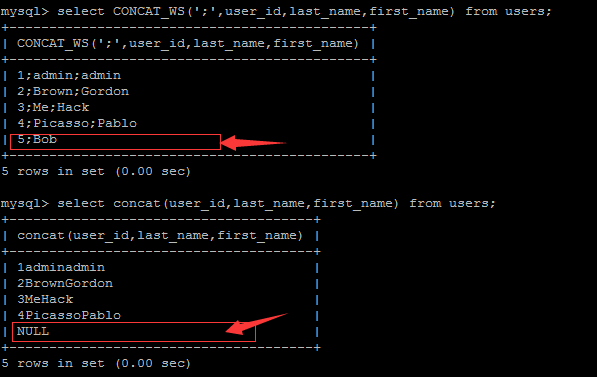 mysql> select CONCAT_WS(';',user_id,last_name,first_name) from users;
+---------------------------------------------+
| CONCAT_WS(';',user_id,last_name,first_name) |
+---------------------------------------------+
| 1;admin;admin                               |
| 2;Brown;Gordon                              |
| 3;Me;Hack                                   |
| 4;Picasso;Pablo                             |
| 5;Bob                                       |
+---------------------------------------------+
5 rows in set (0.00 sec)
mysql> select concat(user_id,last_name,first_name) from users;
+--------------------------------------+
| concat(user_id,last_name,first_name) |
+--------------------------------------+
| 1adminadmin                          |
| 2BrownGordon                         |
| 3MeHack                              |
| 4PicassoPablo                        |
| NULL                                 |
+--------------------------------------+
5 rows in set (0.00 sec)